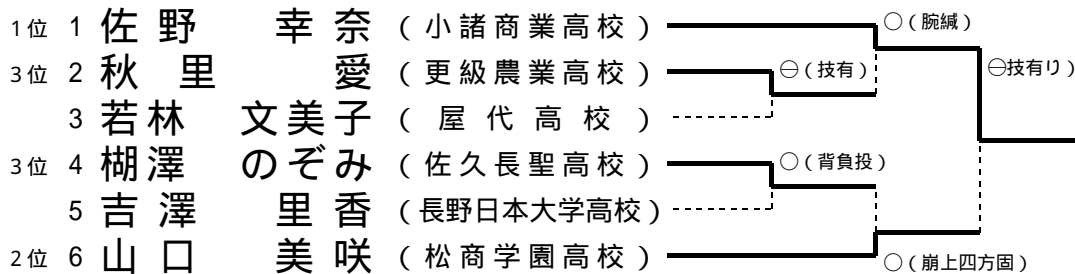 1位 1 佐野 幸奈 (小諸商業高校) ○(腕緘)
3位 2 秋里 愛 (更級農業高校) ㊀(技有) ㊀技有り)
3 若林 文美子 (屋代高校)
3位 4 楜澤 のぞみ (佐久長聖高校) ○(背負投)
5 吉澤 里香 (長野日本大学高校)
2位 6 山口 美咲 (松商学園高校) ○(崩上四方固)